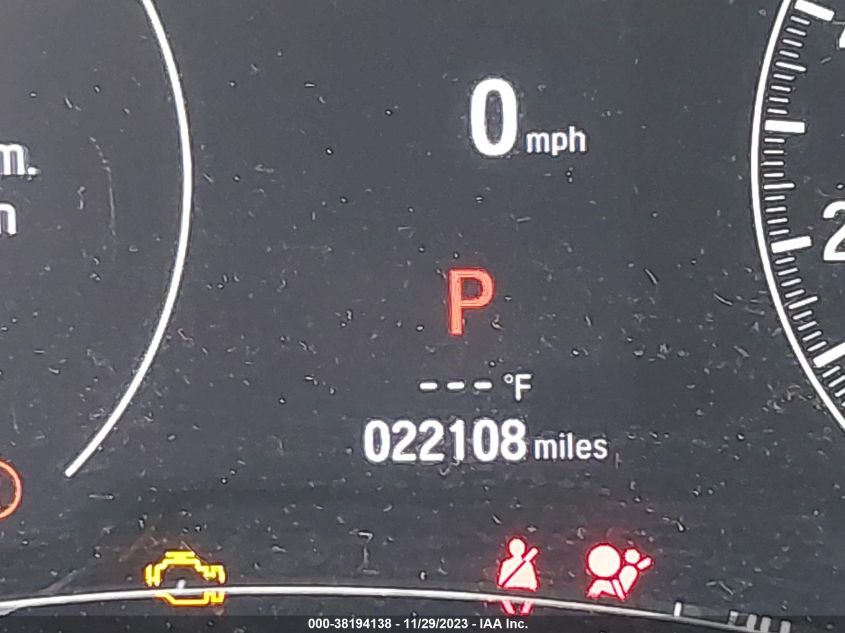 0 mph
m.
P
--- °F
022108 miles
000-38194138 - 11/29/2023 - IAA Inc.